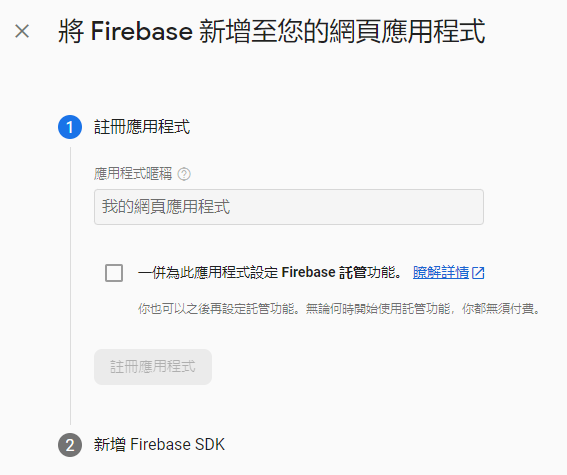 將 Firebase 新增至您的網頁應用程式
1 註冊應用程式
應用程式暱稱
我的網頁應用程式
一併為此應用程式設定 Firebase 託管功能。 瞭解詳情
你也可以之後再設定託管功能。無論何時開始使用託管功能，你都無須付費。
註冊應用程式
2 新增 Firebase SDK